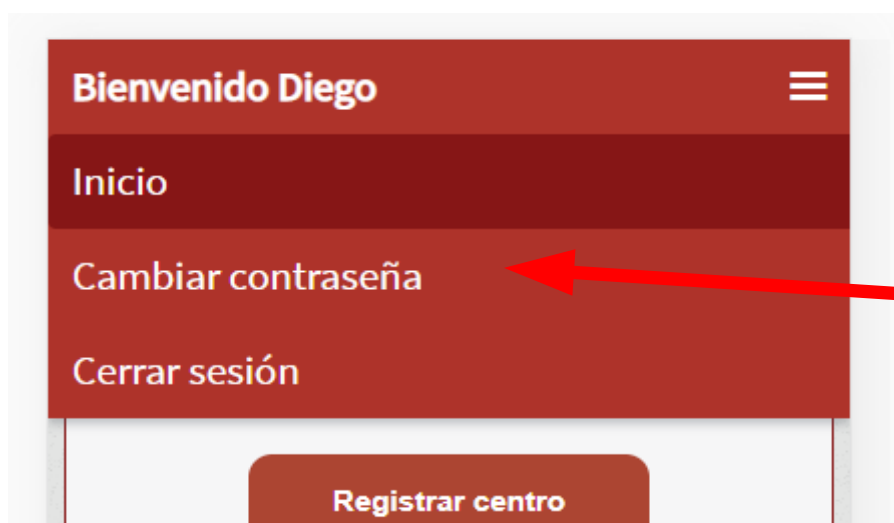 Bienvenido Diego
Inicio
Cambiar contraseña
Cerrar sesión
Registrar centro